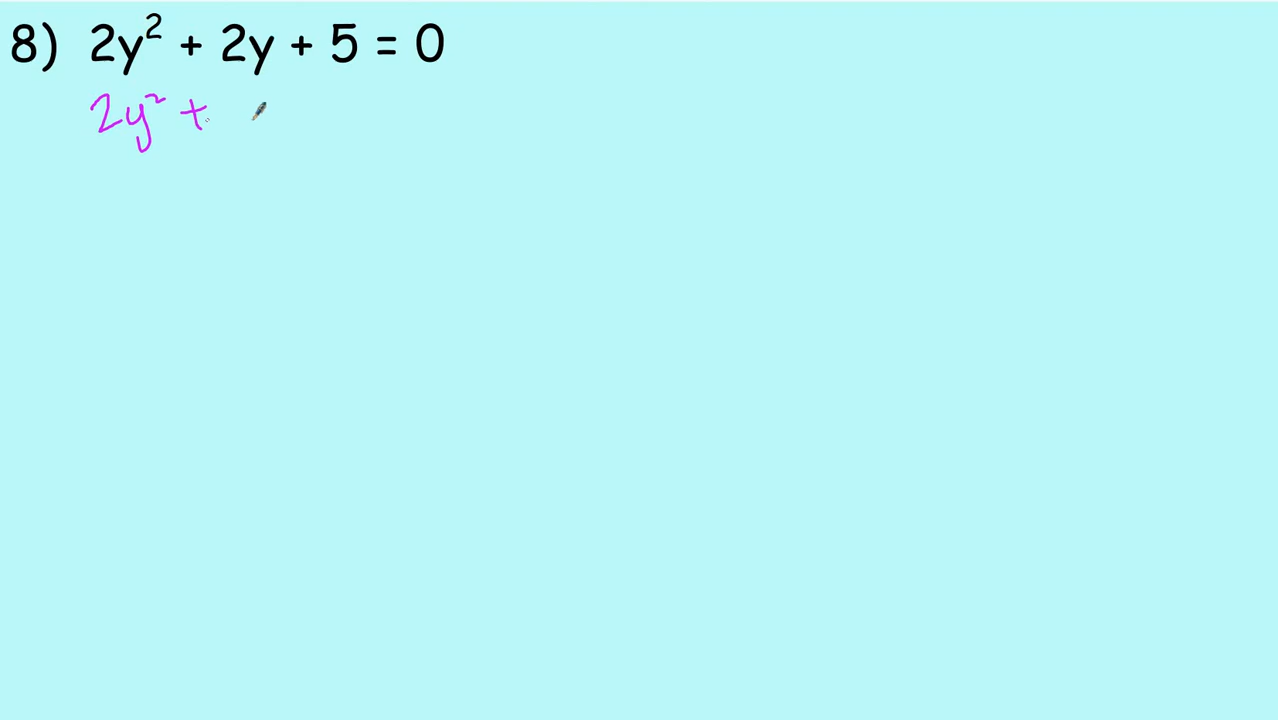 8) 2y² + 2y + 5 = 0
2y² +